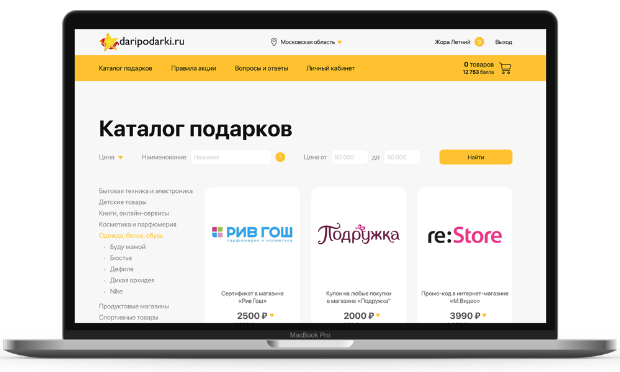 daripodarki.ru
Московская область
Жора Летний
Выход
Каталог подарков
Правила акции
Вопросы и ответы
Личный кабинет
0 товаров
12 753 балла
Каталог подарков
Цена
Наименование
Название
Цена от
50.000
до
50.000
Найти
Бытовая техника и электроника
Детские товары
Книги, онлайн-сервисы
Косметика и парфюмерия
Одежда, белье, обувь
Буду мамой
Бюстье
Дефиле
Дикая орхидея
Nike
Продуктовые магазины
Спортивные товары
РИВ ГОШ
парфюмерия и косметика
Сертификат в магазине
«Рив Гош»
2500 ₽
Подружка
Купон на любые покупки
в магазине «Подружка"
2000 ₽
re:Store
Промо-код в интернет-магазине
«М.Видео»
3990 ₽
MacBook Pro